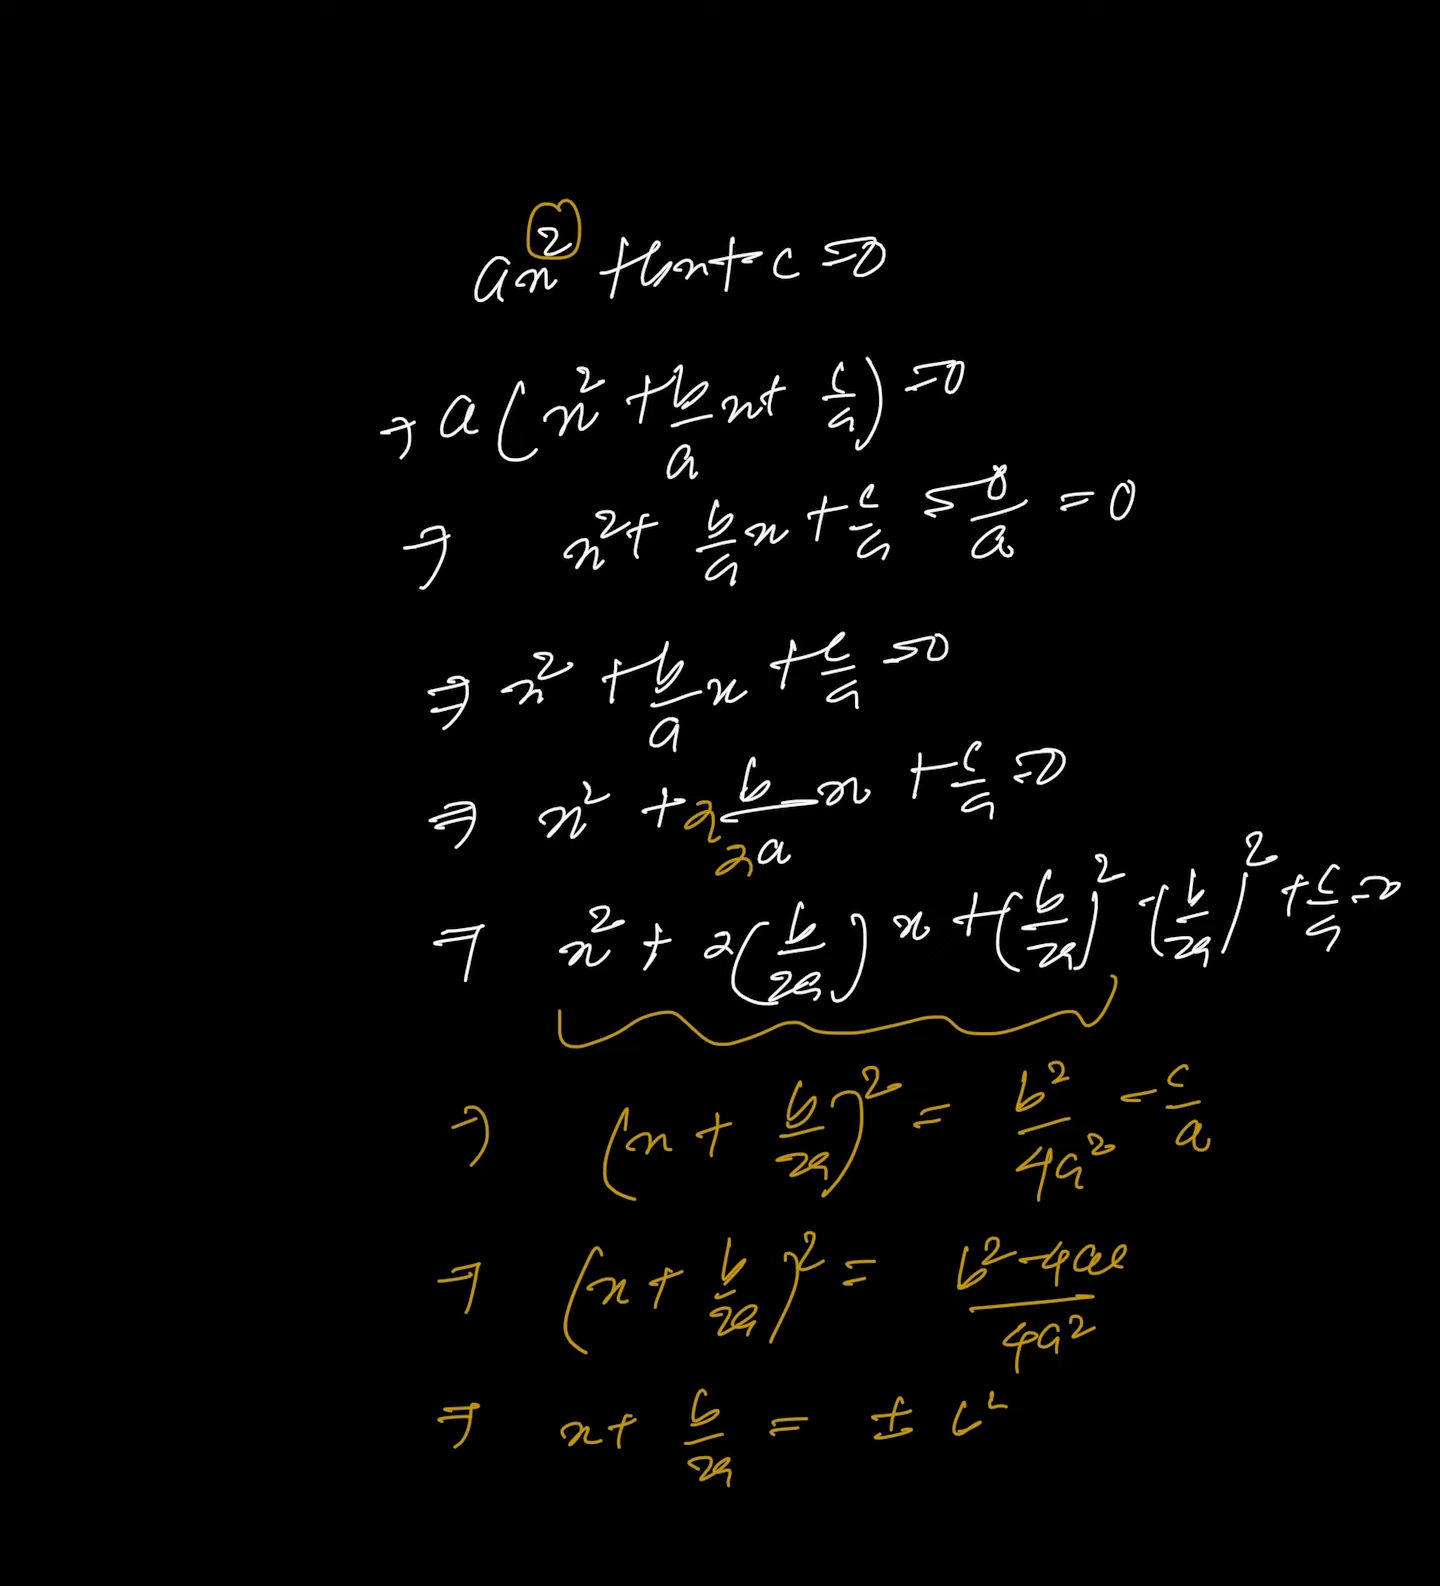 ax² + bx + c = 0
⇒ a(x² + b/a x + c/a) = 0
⇒ x² + b/a x + c/a = 0/a = 0
⇒ x² + b/a x + c/a = 0
⇒ x² + 2 b/2a x + c/a = 0
⇒ x² + 2(b/2a)x + (b/2a)² - (b/2a)² + c/a = 0
⇒ (x + b/2a)² = b²/4a² - c/a
⇒ (x + b/2a)² = b² - 4ac/4a²
⇒ x + b/2a = ±